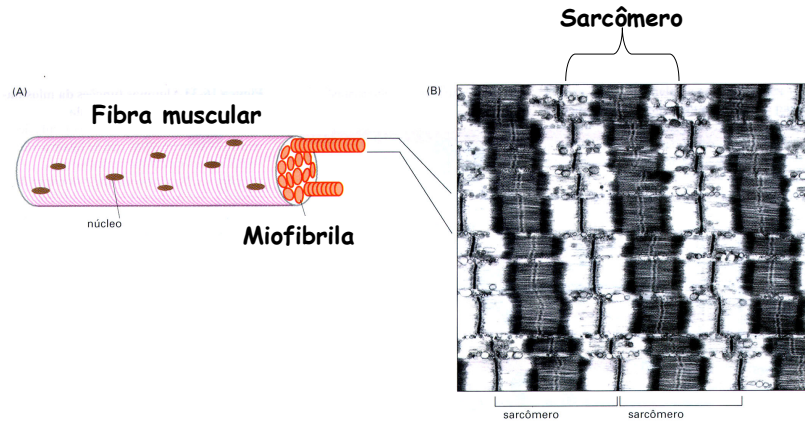 Sarcômero
(A)
(B)
Fibra muscular
núcleo
Miofibrila
sarcômero
sarcômero